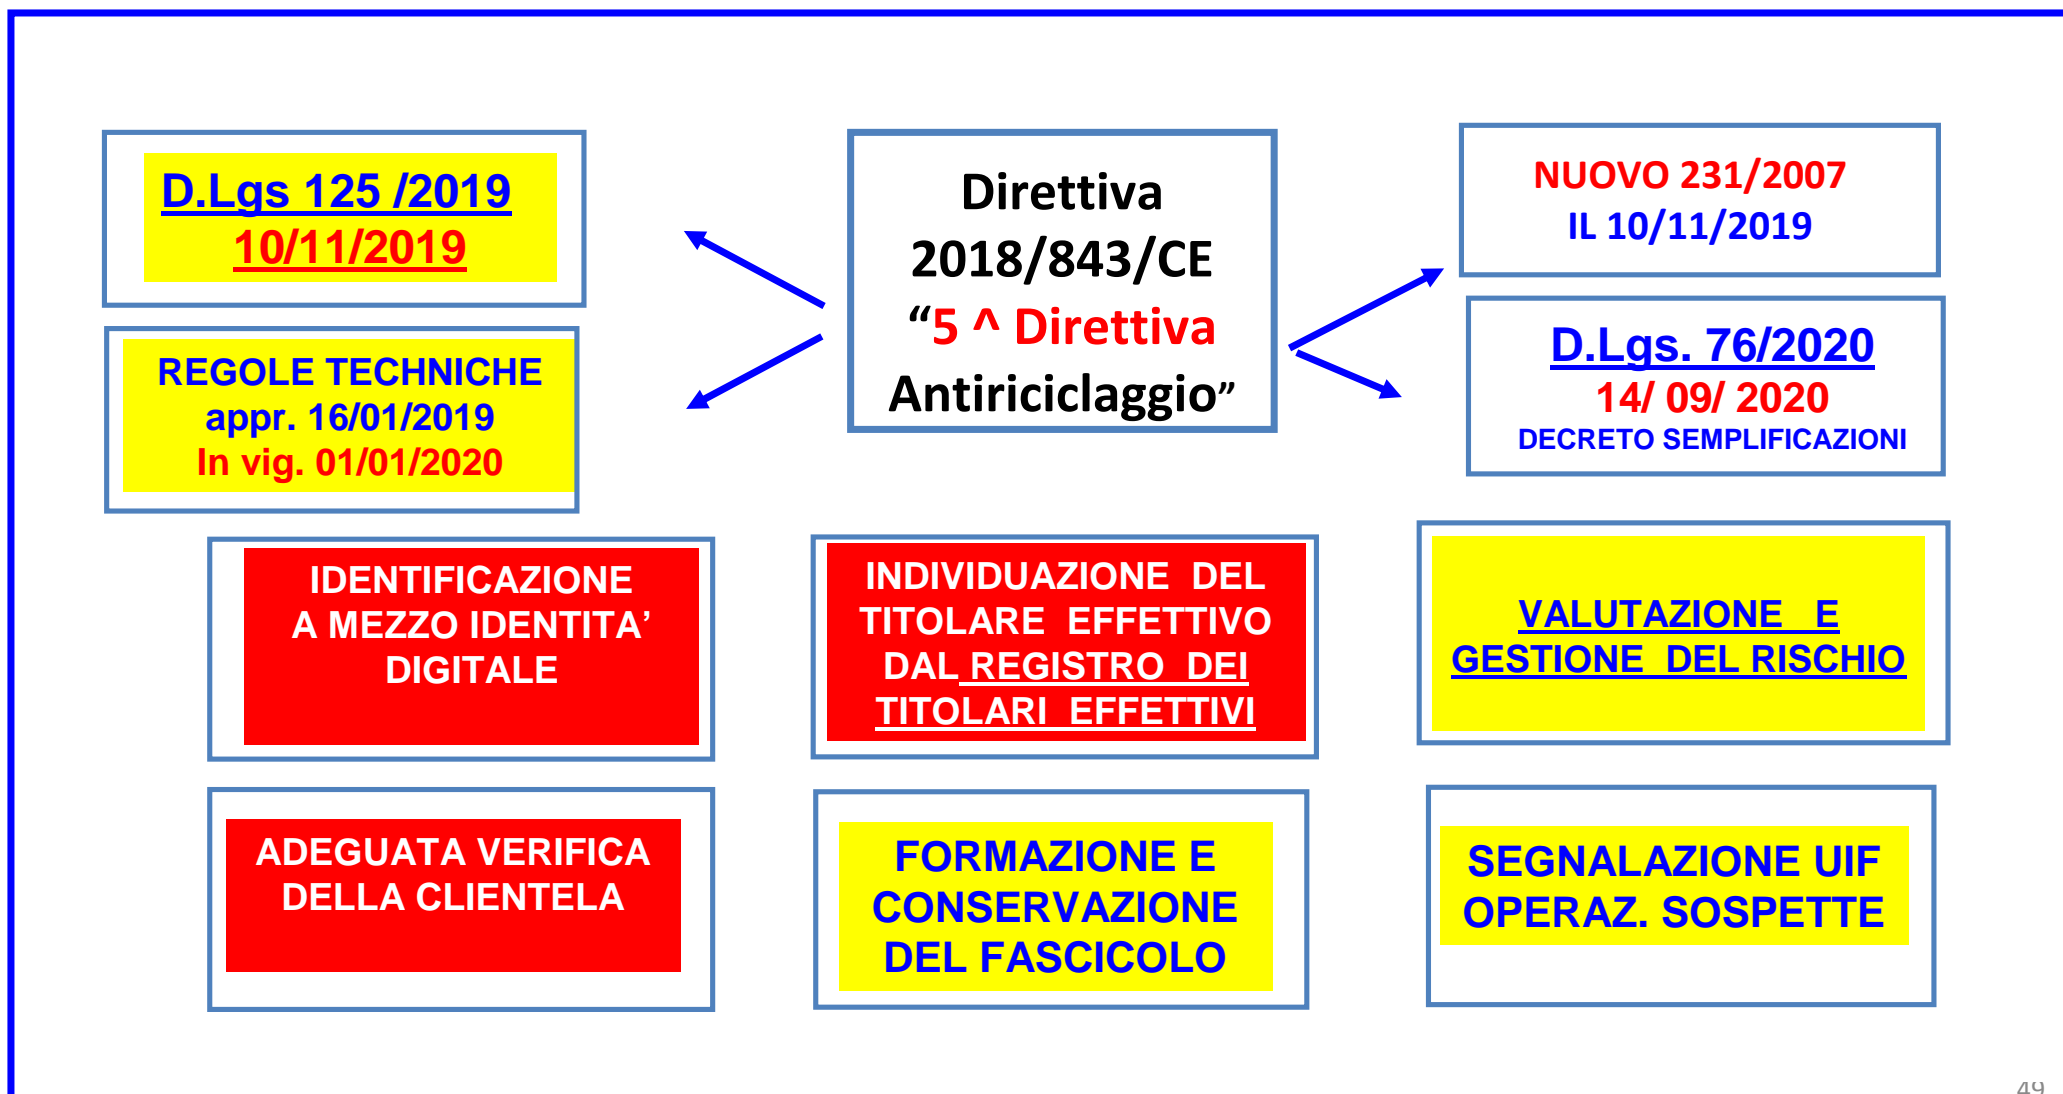 D.Lgs 125 /2019
10/11/2019
REGOLE TECHNICHE
appr. 16/01/2019
In vig. 01/01/2020
Direttiva
2018/843/CE
“5 ^ Direttiva
Antiriciclaggio”
NUOVO 231/2007
IL 10/11/2019
D.Lgs. 76/2020
14/ 09/ 2020
DECRETO SEMPLIFICAZIONI
IDENTIFICAZIONE
A MEZZO IDENTITA’
DIGITALE
INDIVIDUAZIONE DEL
TITOLARE EFFETTIVO
DAL REGISTRO DEI
TITOLARI EFFETTIVI
VALUTAZIONE E
GESTIONE DEL RISCHIO
ADEGUATA VERIFICA
DELLA CLIENTELA
FORMAZIONE E
CONSERVAZIONE
DEL FASCICOLO
SEGNALAZIONE UIF
OPERAZ. SOSPETTE
49